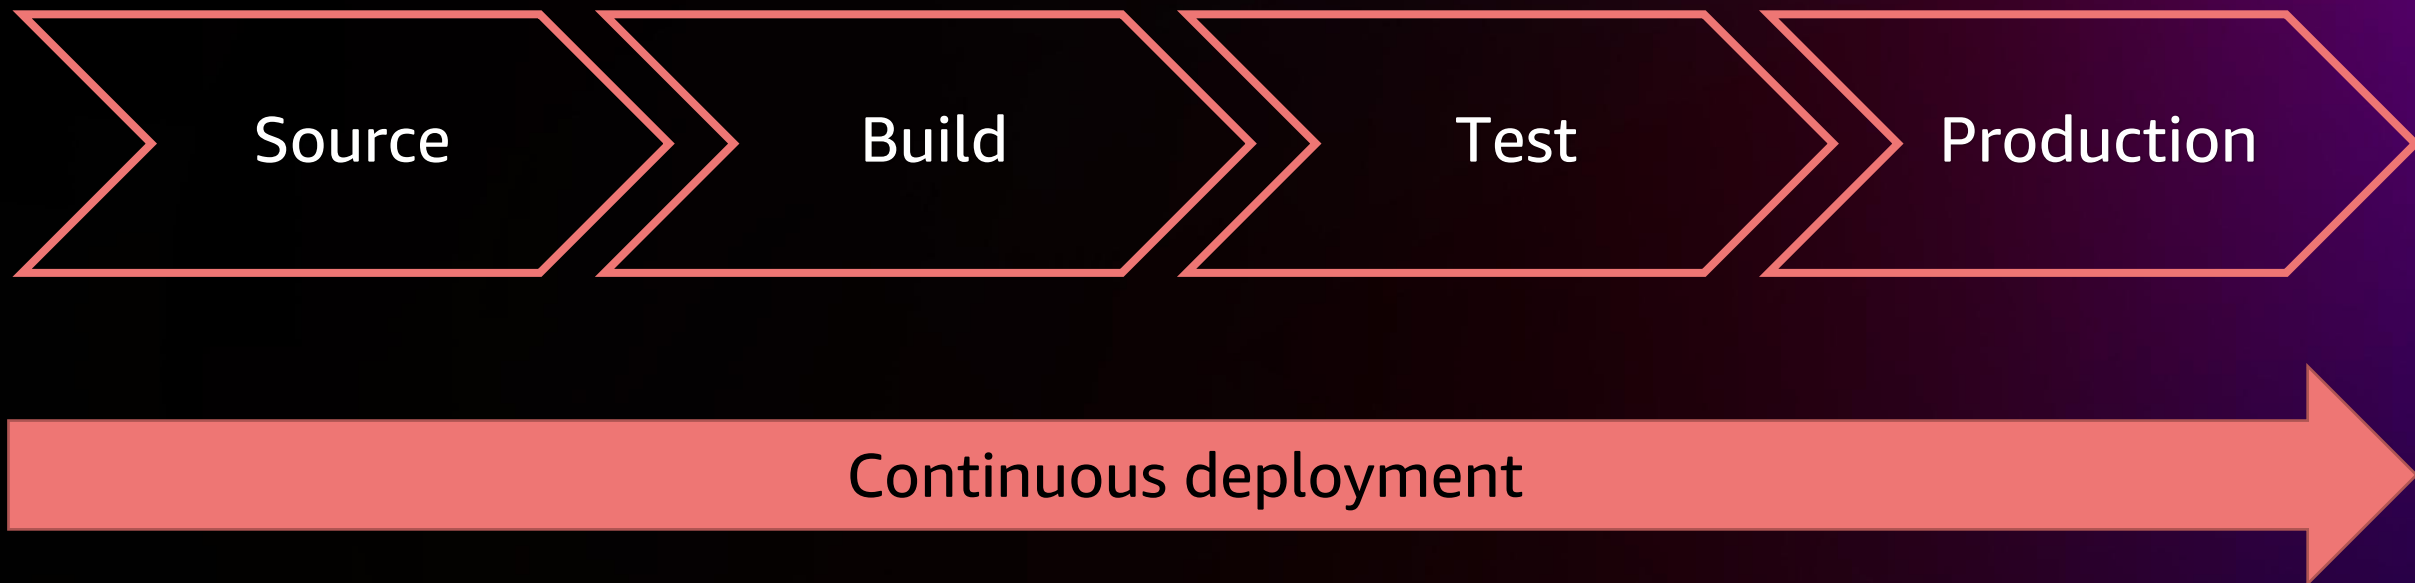 Source
Build
Test
Production
Continuous deployment